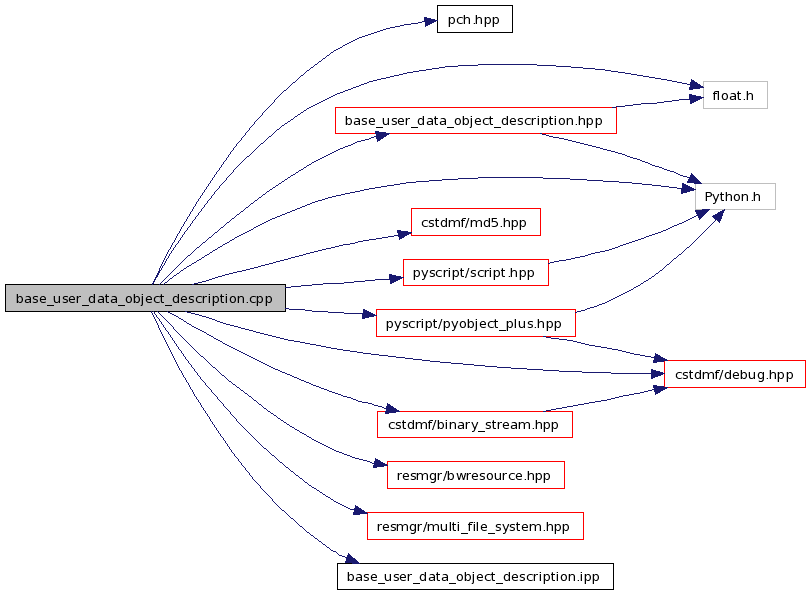 pch.hpp
float.h
base_user_data_object_description.hpp
Python.h
cstdmf/md5.hpp
pyscript/script.hpp
base_user_data_object_description.cpp
pyscript/pyobject_plus.hpp
cstdmf/debug.hpp
cstdmf/binary_stream.hpp
resmgr/bwresource.hpp
resmgr/multi_file_system.hpp
base_user_data_object_description.ipp